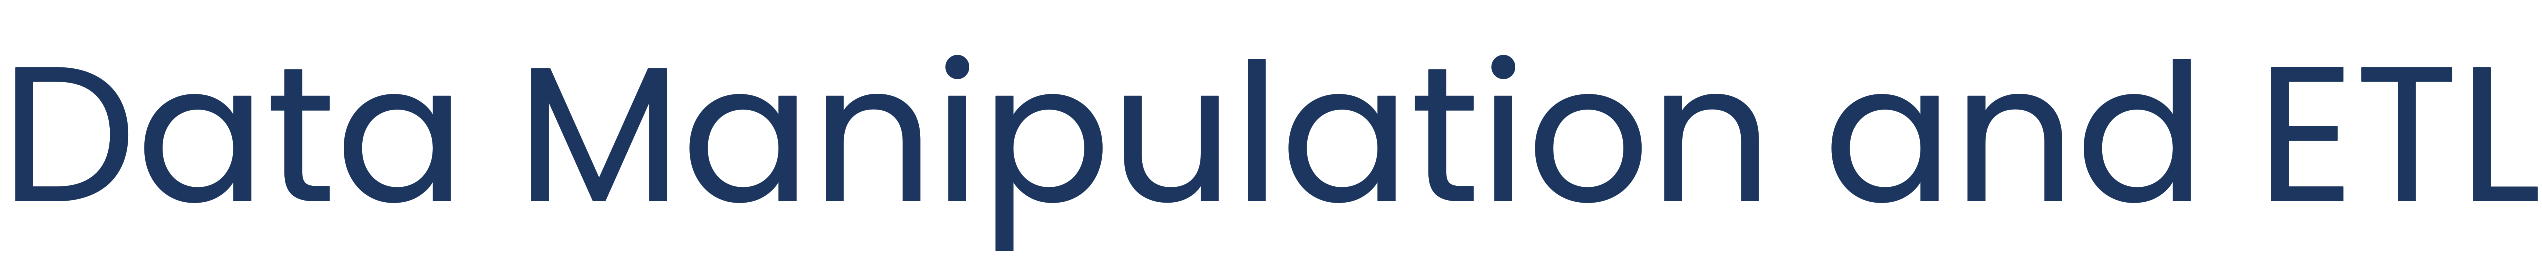 Data Manipulation and ETL